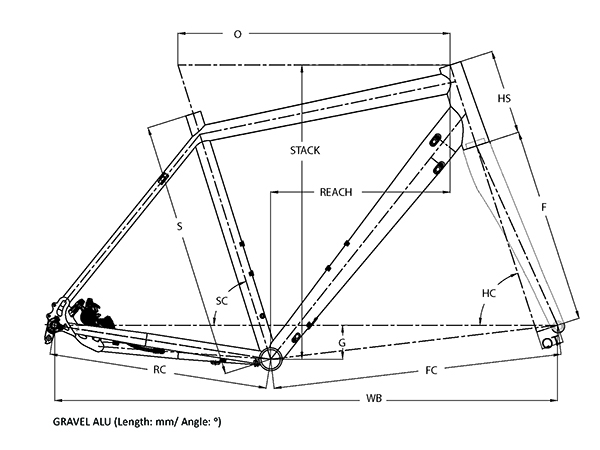 O
HS
STACK
REACH
F
S
SC
HC
G
RC
FC
WB
GRAVEL ALU (Length: mm/ Angle: °)